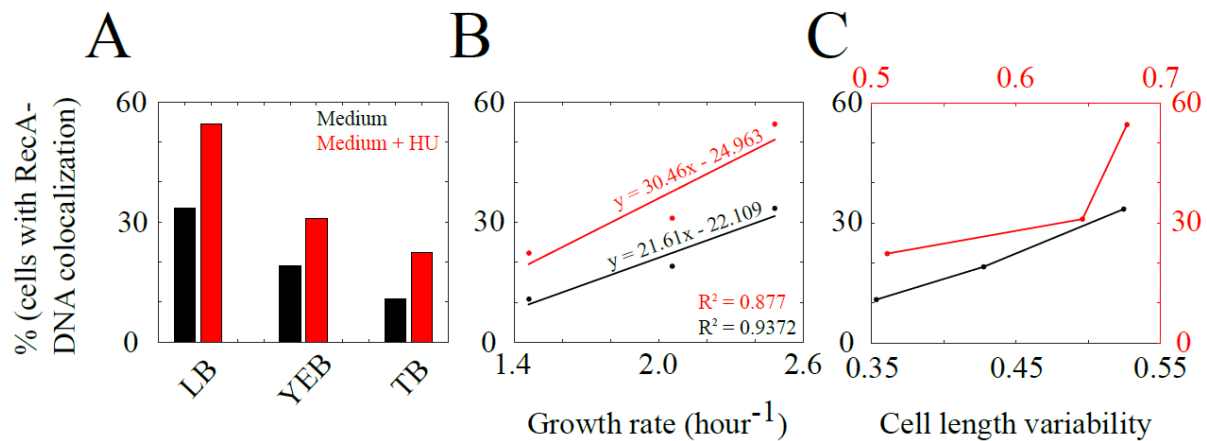 A
B
C
% (cells with RecA-
DNA colocalization)
60
30
0
Medium
Medium + HU
LB
YEB
TB
60
30
0
y = 30.46x - 24.963
y = 21.61x - 22.109
R² = 0.877
R² = 0.9372
1.4
2.0
2.6
Growth rate (hour⁻¹)
0.5
0.6
0.7
60
30
0
60
30
0
0.35
0.45
0.55
Cell length variability